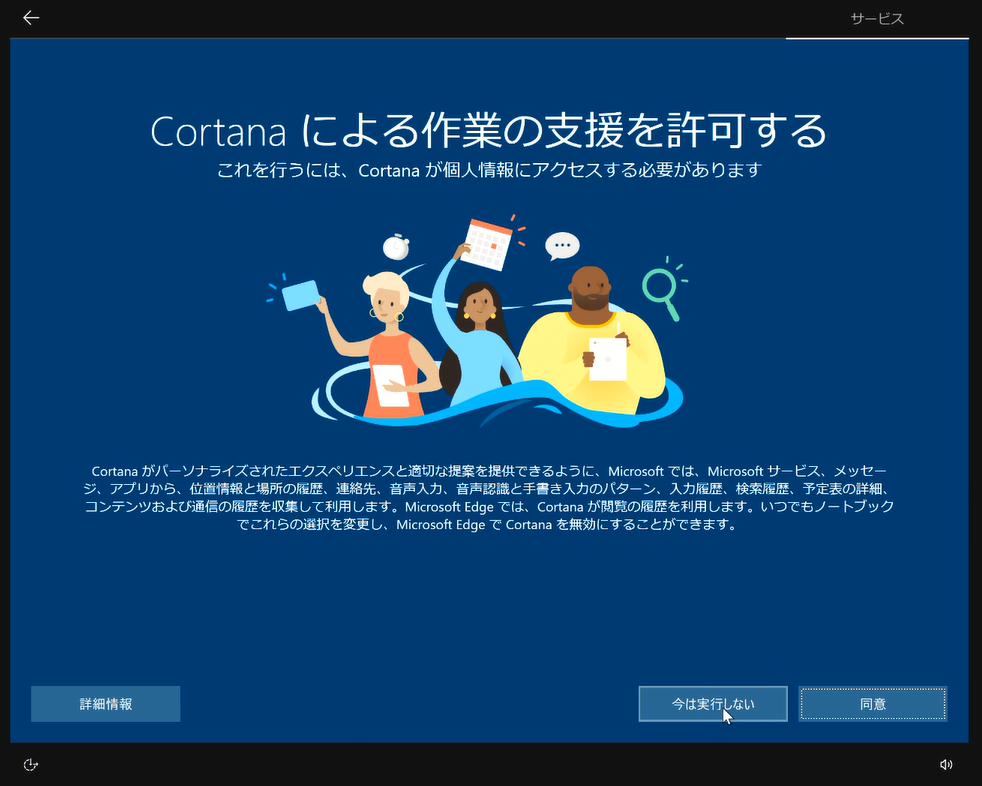 サービス
Cortana による作業の支援を許可する
これを行うには、Cortana が個人情報にアクセスする必要があります
Cortana がパーソナライズされたエクスペリエンスと適切な提案を提供できるように、Microsoft では、Microsoft サービス、メッセー
ジ、アプリから、位置情報と場所の履歴、連絡先、音声入力、音声認識と手書き入力のパターン、入力履歴、検索履歴、予定表の詳細、
コンテンツおよび通信の履歴を収集して利用します。Microsoft Edge では、Cortana が閲覧の履歴を利用します。いつでもノートブック
でこれらの選択を変更し、Microsoft Edge で Cortana を無効にすることができます。
詳細情報
今は実行しない
同意